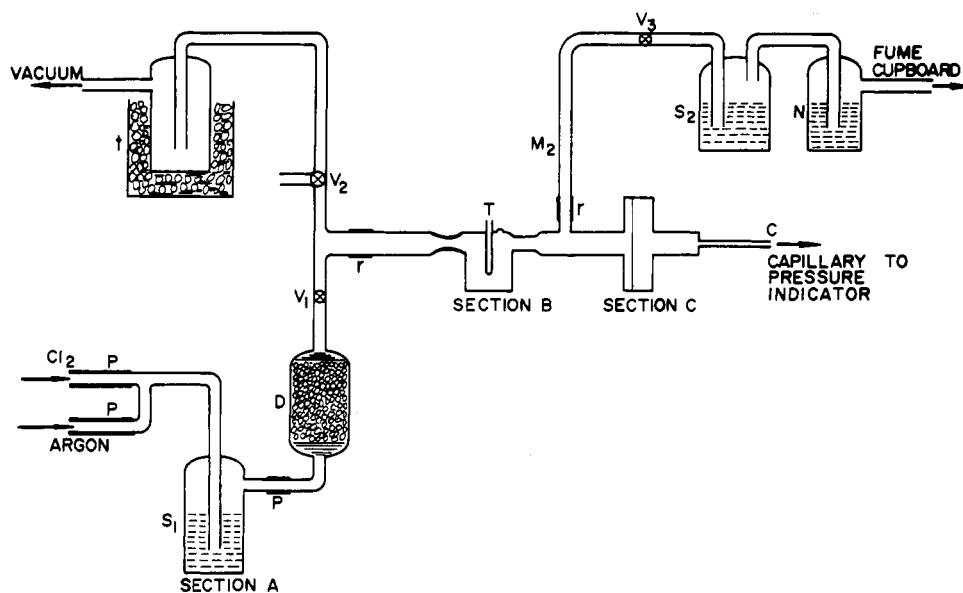 V3
VACUUM
FUME
CUPBOARD
t
S2
N
M2
V2
T
r
C
r
CAPILLARY TO
PRESSURE
INDICATOR
SECTION B
SECTION C
V1
Cl2
P
D
P
ARGON
P
S1
SECTION A